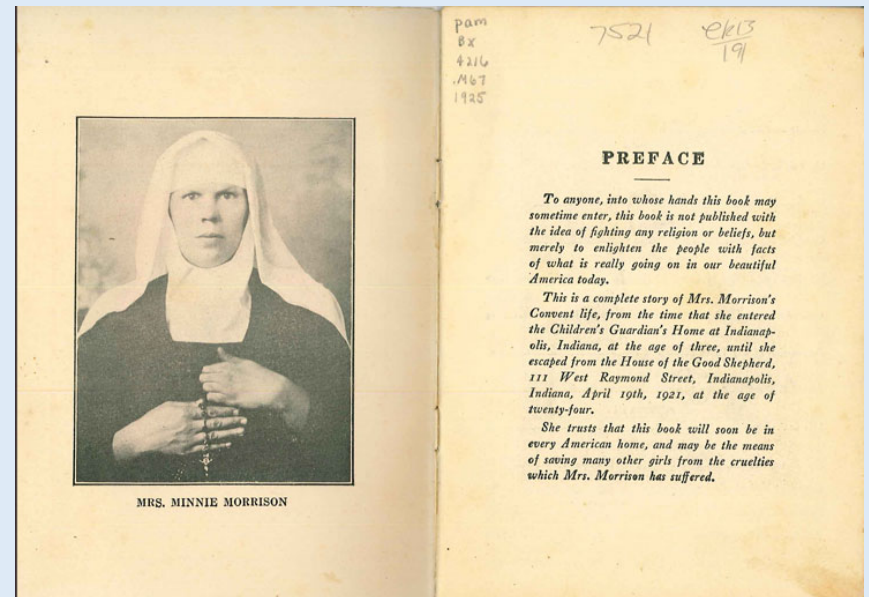 MRS. MINNIE MORRISON
pam
BX
4216
.M67
1925
7521
PREFACE
To anyone, into whose hands this book may
sometime enter, this book is not published with
the idea of fighting any religion or beliefs, but
merely to enlighten the people with facts
of what is really going on in our beautiful
America today.
This is a complete story of Mrs. Morrison's
Convent life, from the time that she entered
the Children's Guardian's Home at Indianap-
olis, Indiana, at the age of three, until she
escaped from the House of the Good Shepherd,
111 West Raymond Street, Indianapolis,
Indiana, April 19th, 1921, at the age of
twenty-four.
She trusts that this book will soon be in
every American home, and may be the means
of saving many other girls from the cruelties
which Mrs. Morrison has suffered.